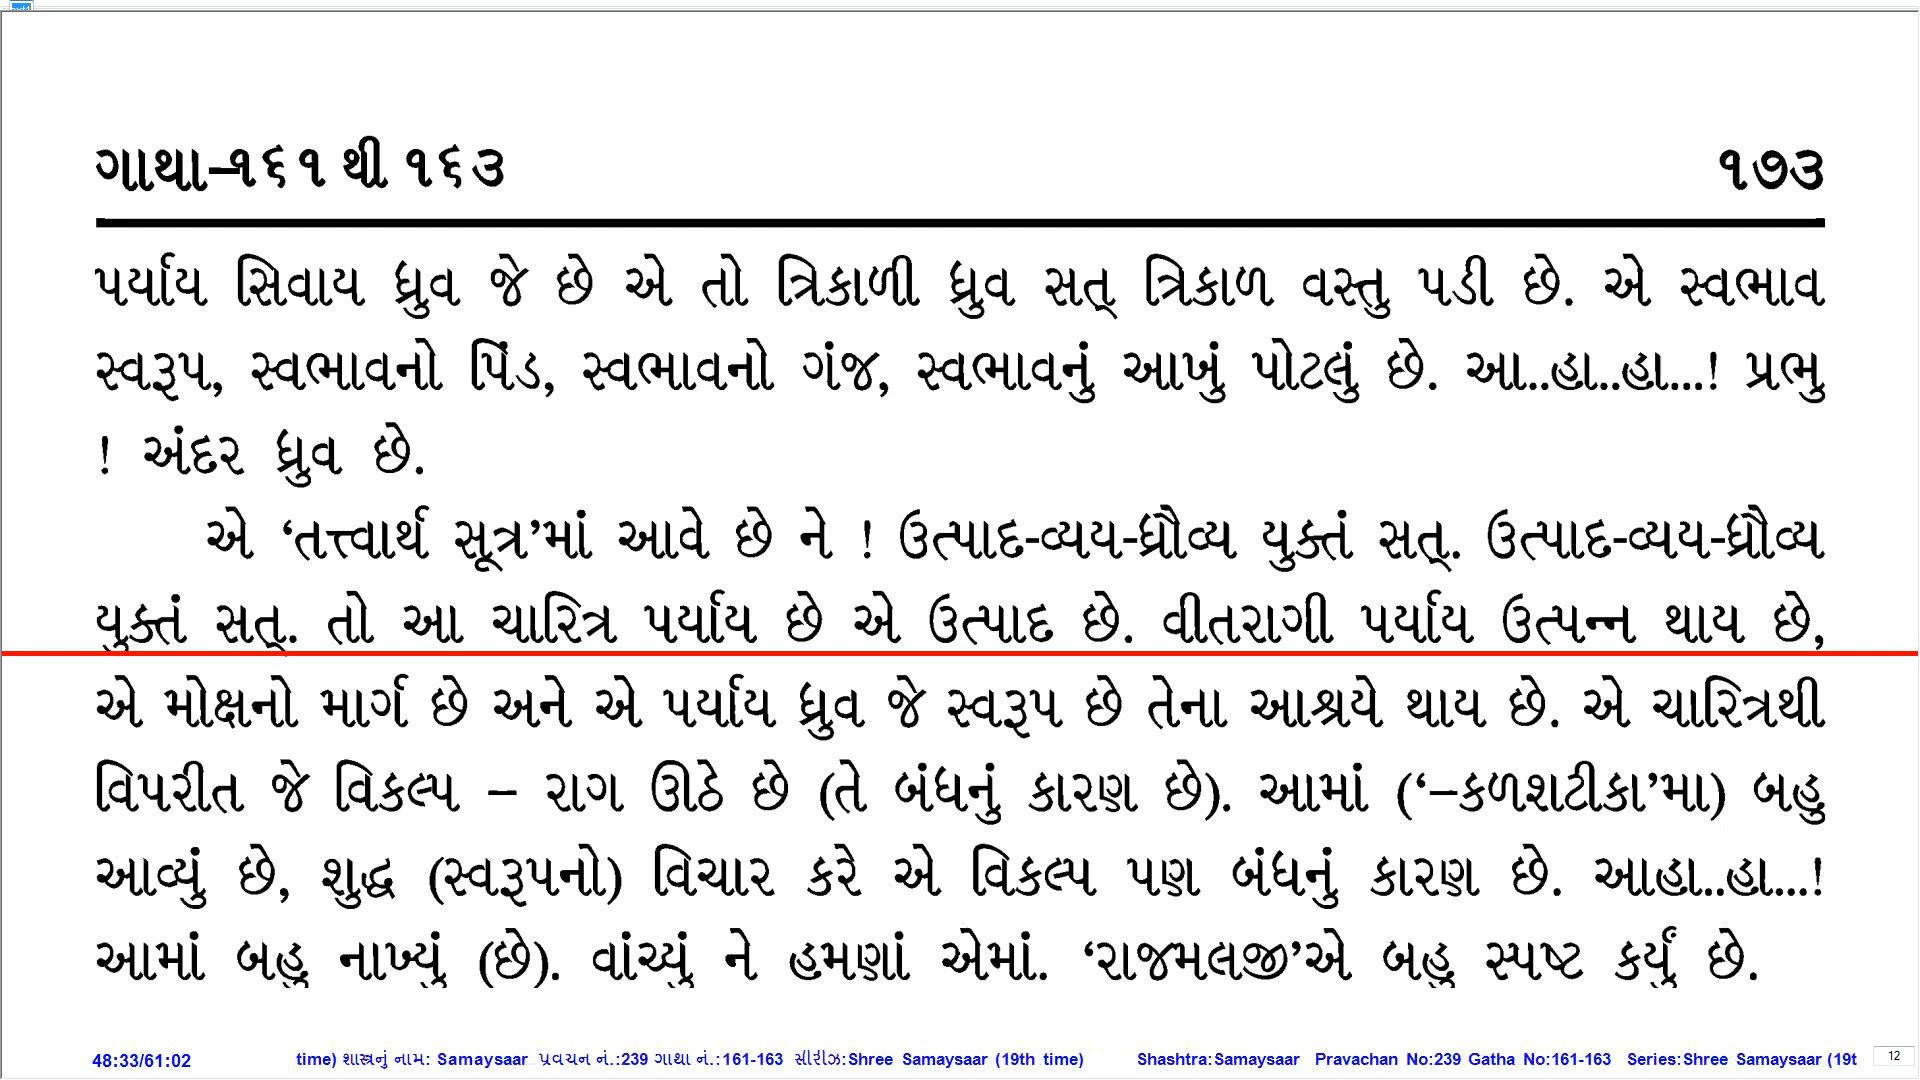 ગાથા–૧૬૧ થી ૧૬૩ ૧૭૩
પર્યાય સિવાય ધ્રુવ જે છે એ તો ત્રિકાળી ધ્રુવ સત્ ત્રિકાળ વસ્તુ પડી છે. એ સ્વભાવ
સ્વરૂપ, સ્વભાવનો પિંડ, સ્વભાવનો ગંજ, સ્વભાવનું આખું પોટલું છે. આ..હા..હા...! પ્રભુ
! અંદર ધ્રુવ છે.
એ ‘તત્ત્વાર્થ સૂત્ર’માં આવે છે ને ! ઉત્પાદ-વ્યય-ધ્રૌવ્ય યુક્તં સત્. ઉત્પાદ-વ્યય-ધ્રૌવ્ય
યુક્તં સત્. તો આ ચારિત્ર પર્યાય છે એ ઉત્પાદ છે. વીતરાગી પર્યાય ઉત્પન્ન થાય છે,
એ મોક્ષનો માર્ગ છે અને એ પર્યાય ધ્રુવ જે સ્વરૂપ છે તેના આશ્રયે થાય છે. એ ચારિત્રથી
વિપરીત જે વિકલ્પ – રાગ ઊઠે છે (તે બંધનું કારણ છે). આમાં (‘–કળશટીકા’મા) બહુ
આવ્યું છે, શુદ્ધ (સ્વરૂપનો) વિચાર કરે એ વિકલ્પ પણ બંધનું કારણ છે. આહા..હા...!
આમાં બહુ નાખ્યું (છે). વાંચ્યું ને હમણાં એમાં. ‘રાજમલજી’એ બહુ સ્પષ્ટ કર્યું છે.
48:33/61:02 time) શાસ્ત્રનું નામ: Samaysaar પ્રવચન નં.:239 ગાથા નં.:161-163 સીરીઝ:Shree Samaysaar (19th time) Shashtra:Samaysaar Pravachan No:239 Gatha No:161-163 Series:Shree Samaysaar (19t 12